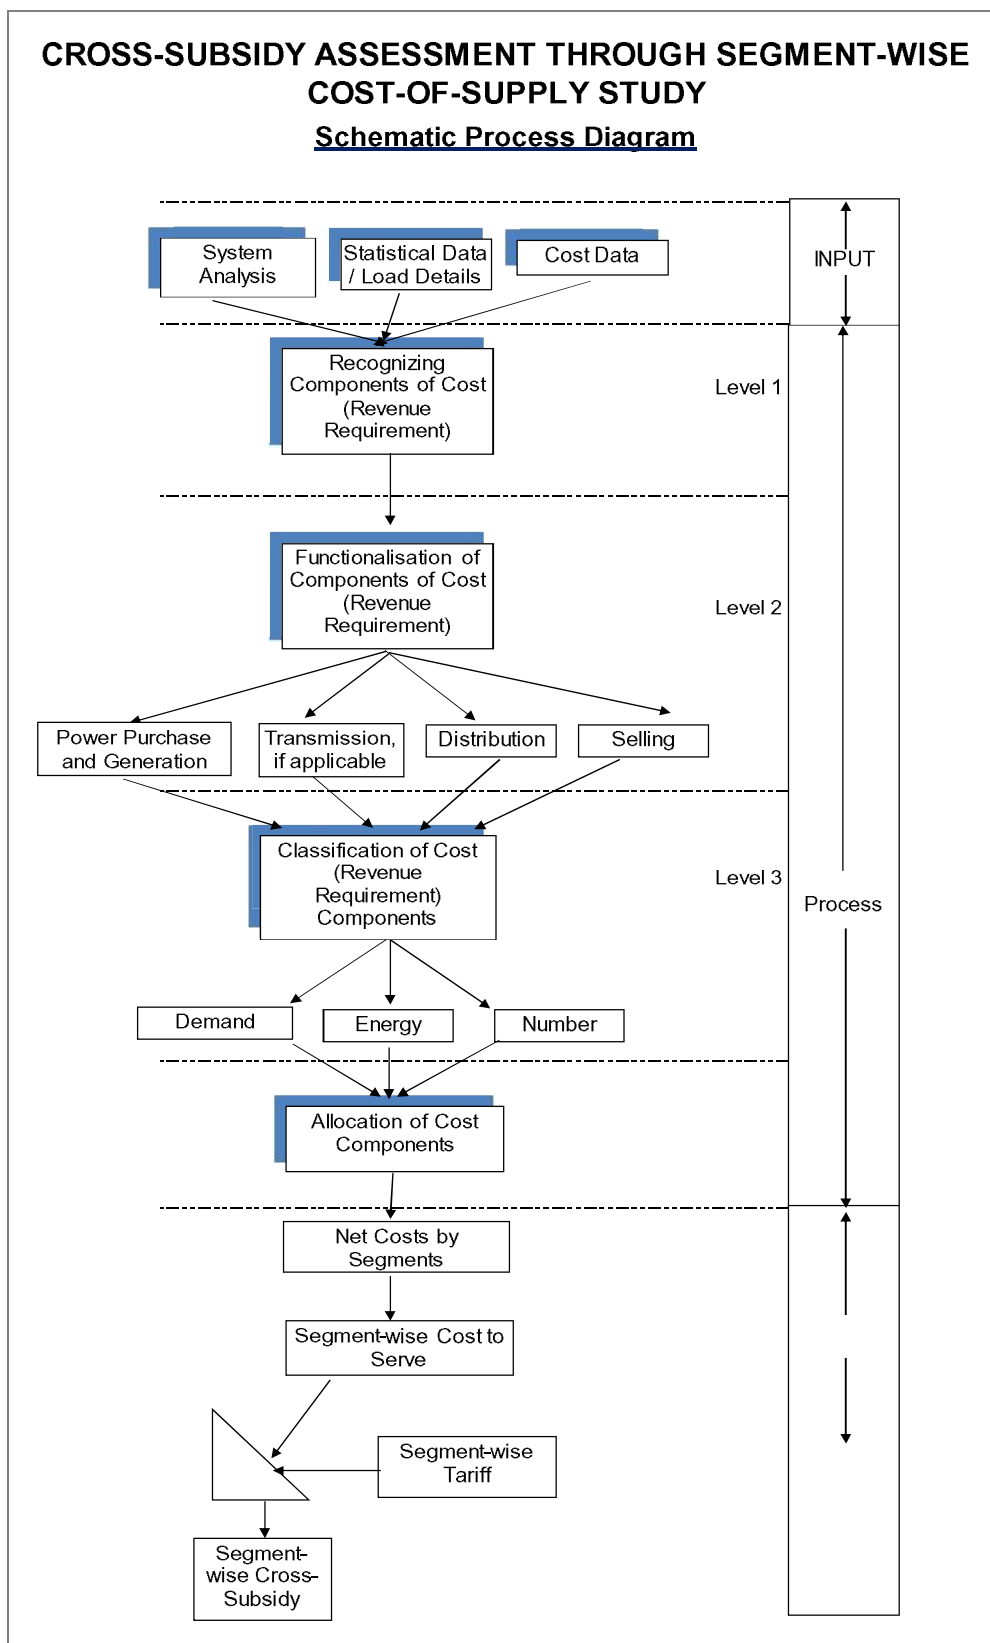 CROSS-SUBSIDY ASSESSMENT THROUGH SEGMENT-WISE
COST-OF-SUPPLY STUDY
Schematic Process Diagram
System
Analysis
Statistical Data
/ Load Details
Cost Data
INPUT
Recognizing
Components of Cost
(Revenue
Requirement)
Level 1
Functionalisation of
Components of Cost
(Revenue
Requirement)
Level 2
Power Purchase
and Generation
Transmission,
if applicable
Distribution
Selling
Classification of Cost
(Revenue
Requirement)
Components
Level 3
Process
Demand
Energy
Number
Allocation of Cost
Components
Net Costs by
Segments
Segment-wise Cost to
Serve
Segment-wise
Tariff
Segment-
wise Cross-
Subsidy